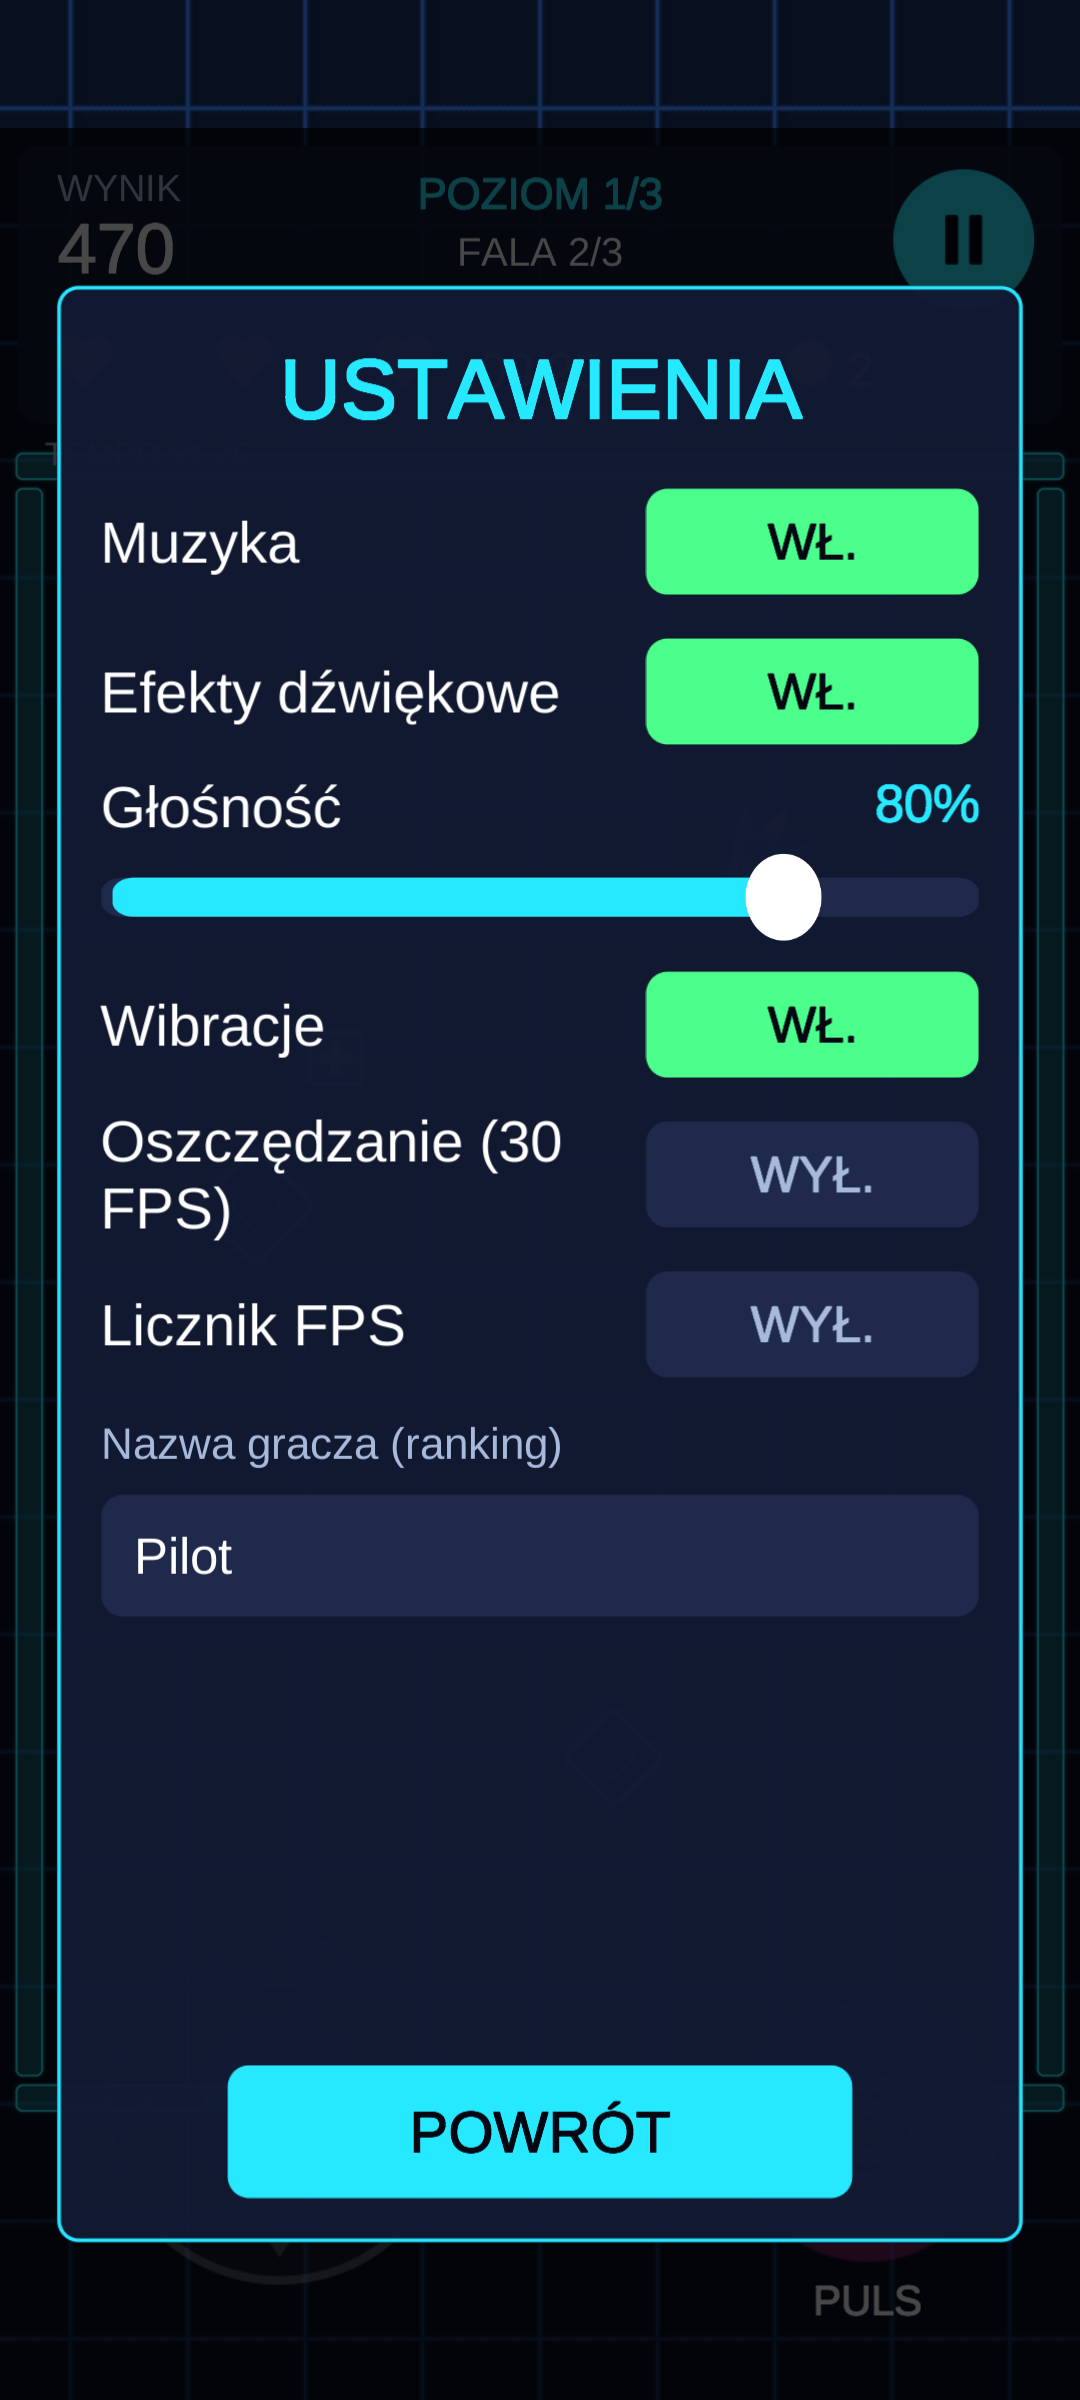 WYNIK
470
POZIOM 1/3
FALA 2/3
2
USTAWIENIA
Muzyka
WŁ.
Efekty dźwiękowe
WŁ.
Głośność
80%
Wibracje
WŁ.
Oszczędzanie (30
FPS)
WYŁ.
Licznik FPS
WYŁ.
Nazwa gracza (ranking)
Pilot
POWRÓT
PULS